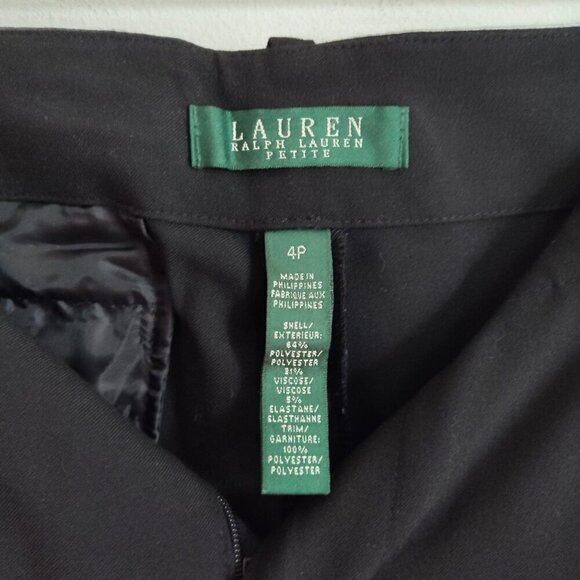 LAUREN
RALPH LAUREN
PETITE
4P
MADE IN
PHILIPPINES
FABRIQUE AUX
PHILIPPINES
SHELL/
EXTERIEUR:
64%
POLYESTER/
POLYESTER
31%
VISCOSE/
VISCOSE
5%
ELASTANE/
ELASTHANNE
TRIM/
GARNITURE:
100%
POLYESTER/
POLYESTER